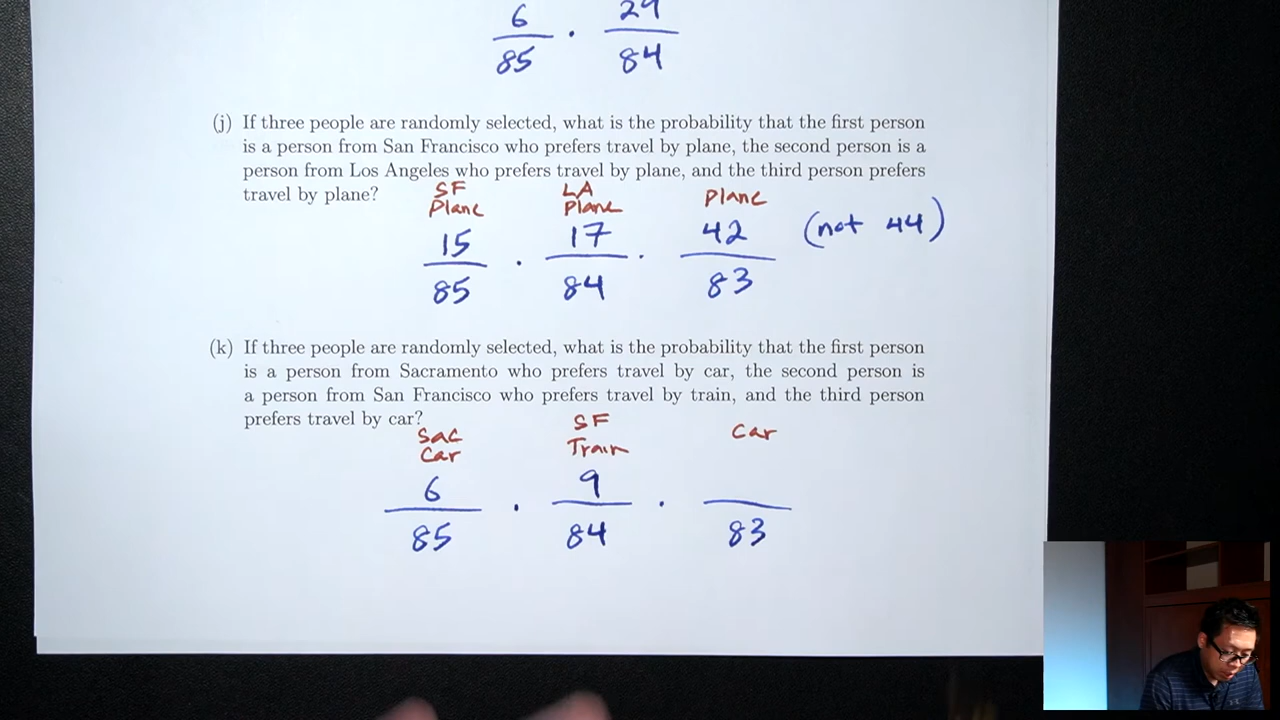 6 / 85 · / 84
(j) If three people are randomly selected, what is the probability that the first person
is a person from San Francisco who prefers travel by plane, the second person is a
person from Los Angeles who prefers travel by plane, and the third person prefers
travel by plane?
SF Plane LA Plane Plane
15/85 · 17/84 · 42/83 (not 44)
(k) If three people are randomly selected, what is the probability that the first person
is a person from Sacramento who prefers travel by car, the second person is
a person from San Francisco who prefers travel by train, and the third person
prefers travel by car?
Sac Car SF Train Car
6/85 · 9/84 · /83